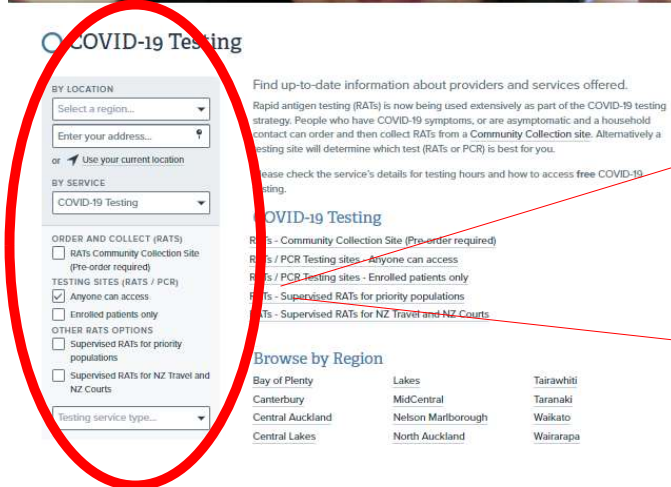 COVID-19 Testing
BY LOCATION
Select a region...
Enter your address...
or Use your current location
BY SERVICE
COVID-19 Testing
ORDER AND COLLECT (RATS)
RATs Community Collection Site
(Pre-order required)
TESTING SITES (RATS / PCR)
Anyone can access
Enrolled patients only
OTHER RATS OPTIONS
Supervised RATs for priority
populations
Supervised RATs for NZ Travel and
NZ Courts
Testing service type...
Find up-to-date information about providers and services offered.
Rapid antigen testing (RATs) is now being used extensively as part of the COVID-19 testing
strategy. People who have COVID-19 symptoms, or are asymptomatic and a household
contact can order and then collect RATs from a Community Collection site. Alternatively a
testing site will determine which test (RATs or PCR) is best for you.
Please check the service's details for testing hours and how to access free COVID-19
testing.
COVID-19 Testing
RATs - Community Collection Site (Pre-order required)
RATs / PCR Testing sites - Anyone can access
RATs / PCR Testing sites - Enrolled patients only
RATs - Supervised RATs for priority populations
RATs - Supervised RATs for NZ Travel and NZ Courts
Browse by Region
Bay of Plenty Lakes Tairawhiti
Canterbury MidCentral Taranaki
Central Auckland Nelson Marlborough Waikato
Central Lakes North Auckland Wairarapa